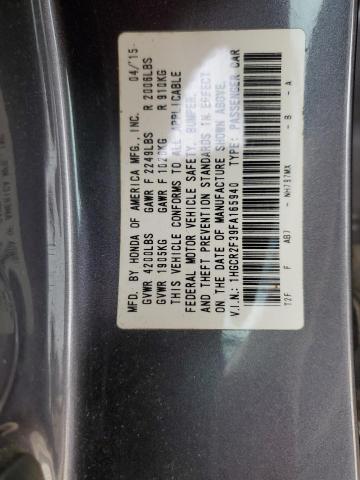 MFD. BY HONDA OF AMERICA MFG., INC. 04/'15
GVWR 4200LBS GAWR F 2249LBS R 2006LBS
GVWR 1905KG GAWR F 1020KG R 910KG
THIS VEHICLE CONFORMS TO ALL APPLICABLE
FEDERAL MOTOR VEHICLE SAFETY, BUMPER,
AND THEFT PREVENTION STANDARDS IN EFFECT
ON THE DATE OF MANUFACTURE SHOWN ABOVE.
V.I.N.: 1HGCR2F39FA165940 TYPE: PASSENGER CAR
T2F F AB7 NH797MX - B - A